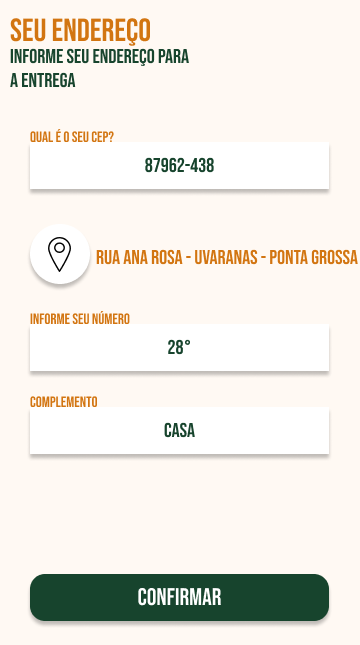 SEU ENDEREÇO
INFORME SEU ENDEREÇO PARA
A ENTREGA
QUAL É O SEU CEP?
87962-438
RUA ANA ROSA - UVARANAS - PONTA GROSSA
INFORME SEU NÚMERO
28°
COMPLEMENTO
CASA
CONFIRMAR